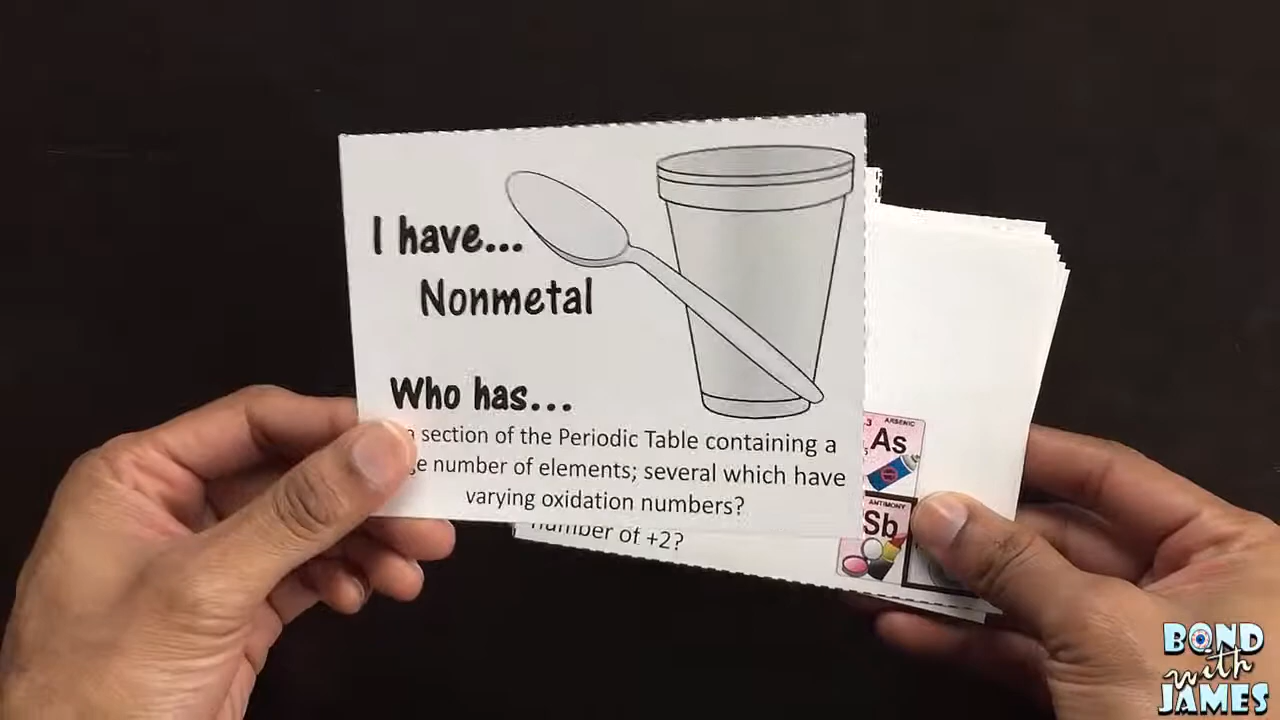 I have...
Nonmetal
Who has...
a section of the Periodic Table containing a
number of elements; several which have
varying oxidation numbers?
number of +2?
3
ARSENIC
As
ANTIMONY
Sb
BOND
with
JAMES